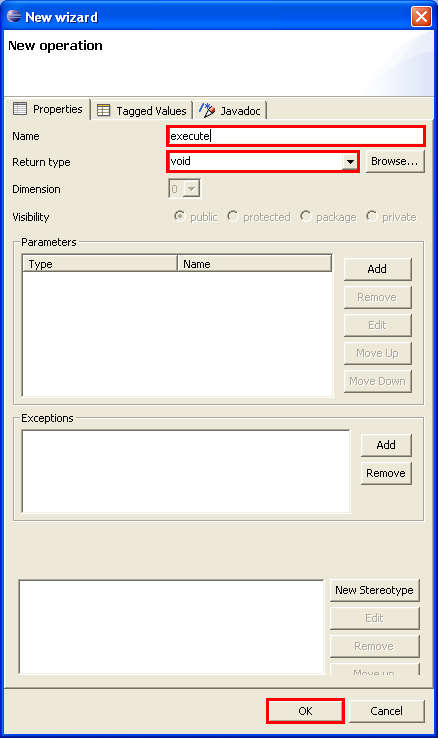 New wizard
New operation
Properties Tagged Values Javadoc
Name execute
Return type void Browse...
Dimension 0
Visibility public protected package private
Parameters
Type Name
Add
Remove
Edit
Move Up
Move Down
Exceptions
Add
Remove
New Stereotype
Edit
Remove
Move up
OK Cancel